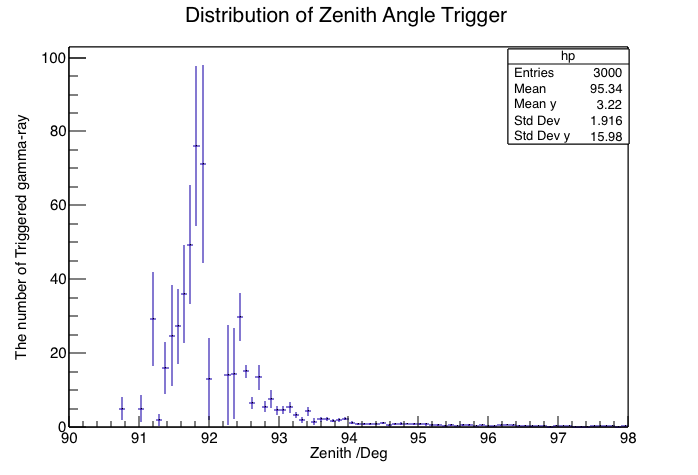 Distribution of Zenith Angle Trigger
hp
Entries 3000
Mean 95.34
Mean y 3.22
Std Dev 1.916
Std Dev y 15.98
The number of Triggered gamma-ray
100
80
60
40
20
0
90 91 92 93 94 95 96 97 98
Zenith /Deg